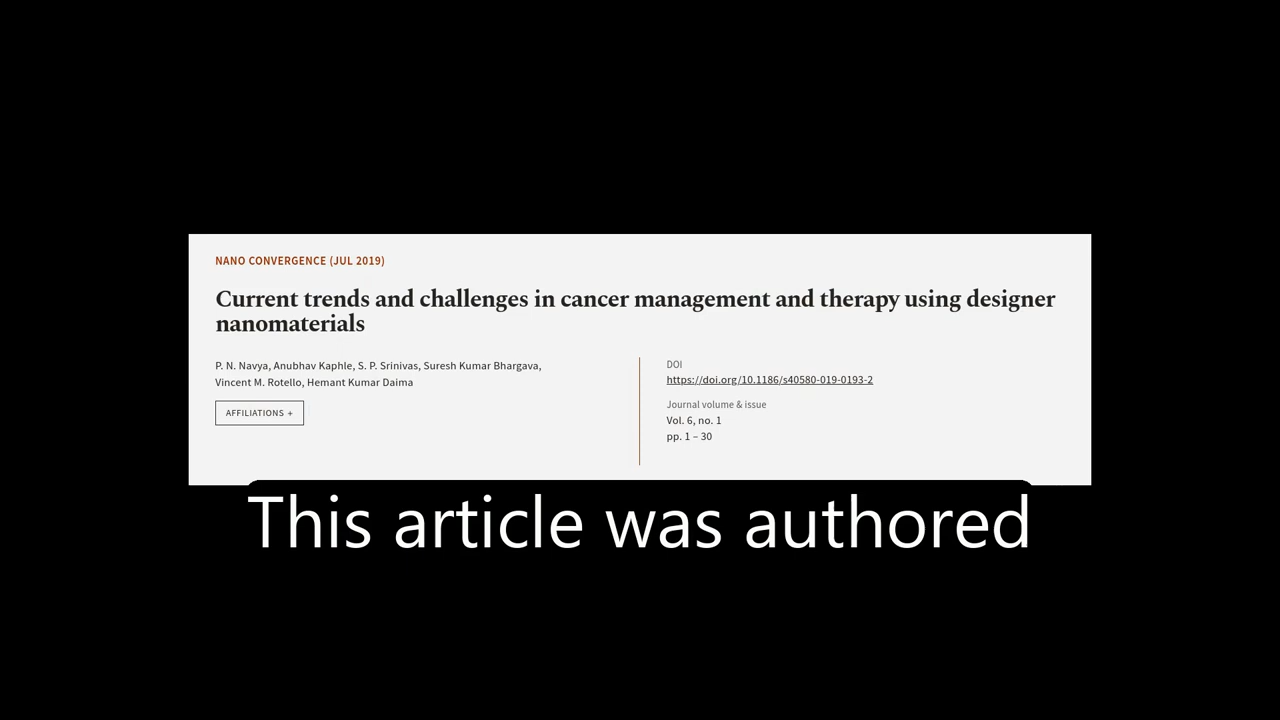 NANO CONVERGENCE (JUL 2019)
Current trends and challenges in cancer management and therapy using designer
nanomaterials
P. N. Navya, Anubhav Kaphle, S. P. Srinivas, Suresh Kumar Bhargava,
Vincent M. Rotello, Hemant Kumar Daima
AFFILIATIONS +
DOI
https://doi.org/10.1186/s40580-019-0193-2
Journal volume & issue
Vol. 6, no. 1
pp. 1 – 30
This article was authored